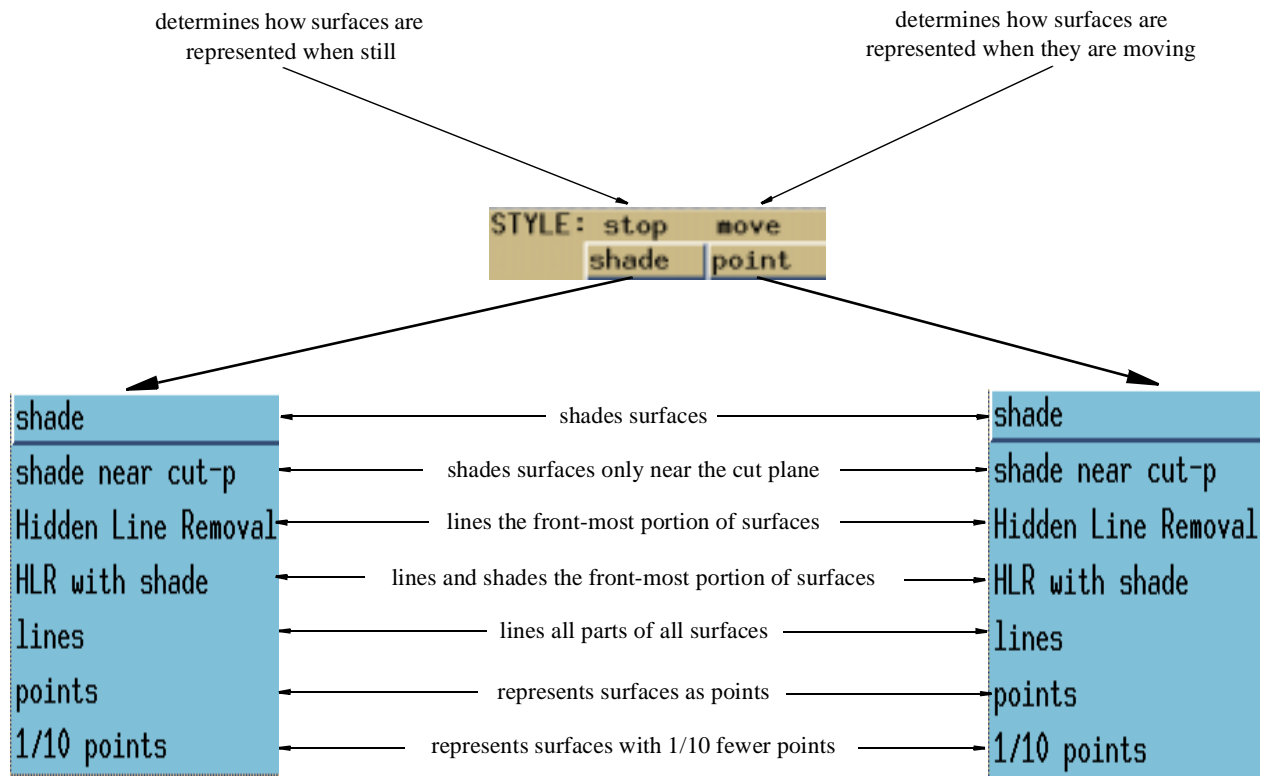 determines how surfaces are
represented when still
determines how surfaces are
represented when they are moving
STYLE: stop move
shade point
shade
shade near cut-p
Hidden Line Removal
HLR with shade
lines
points
1/10 points
shades surfaces
shades surfaces only near the cut plane
lines the front-most portion of surfaces
lines and shades the front-most portion of surfaces
lines all parts of all surfaces
represents surfaces as points
represents surfaces with 1/10 fewer points
shade
shade near cut-p
Hidden Line Removal
HLR with shade
lines
points
1/10 points